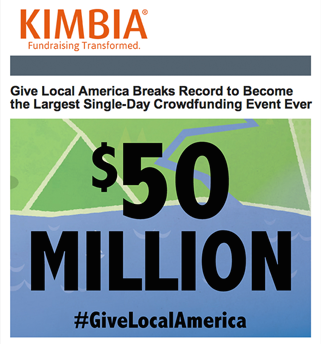 KIMBIA®
Fundraising Transformed.
Give Local America Breaks Record to Become
the Largest Single-Day Crowdfunding Event Ever
$50
MILLION
#GiveLocalAmerica